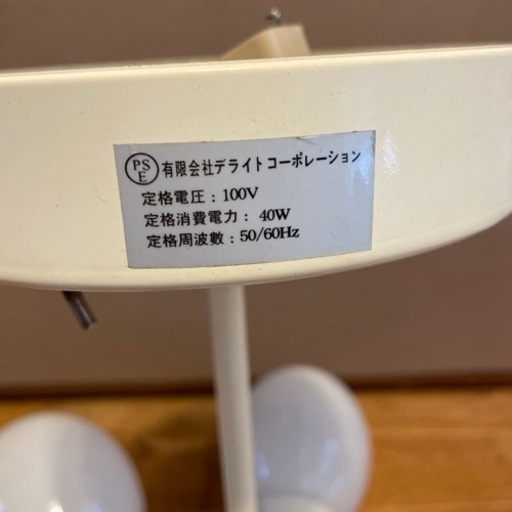 PSE 有限会社デライトコーポレーション
定格電圧：100V
定格消費電力：40W
定格周波数：50/60Hz